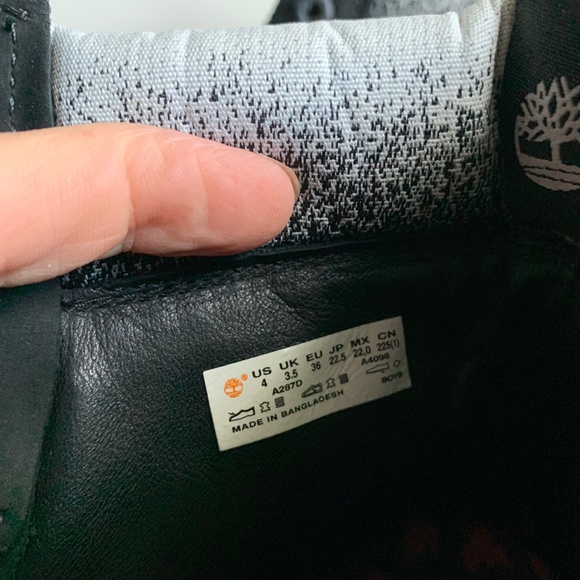 ® US UK EU JP MX CN
4 3.5 36 22.5 22.0 225(1)
A287D A4098
BOYS
MADE IN BANGLADESH